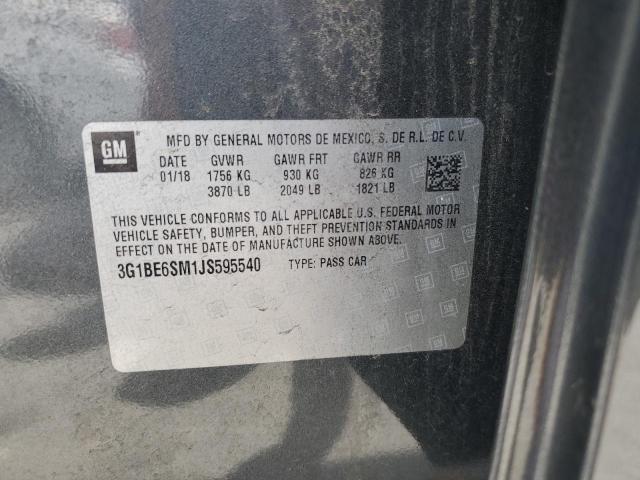 GM
MFD BY GENERAL MOTORS DE MEXICO, S. DE R.L. DE C.V.
DATE GVWR GAWR FRT GAWR RR
01/18 1756 KG 930 KG 826 KG
3870 LB 2049 LB 1821 LB
THIS VEHICLE CONFORMS TO ALL APPLICABLE U.S. FEDERAL MOTOR
VEHICLE SAFETY, BUMPER, AND THEFT PREVENTION STANDARDS IN
EFFECT ON THE DATE OF MANUFACTURE SHOWN ABOVE.
3G1BE6SM1JS595540 TYPE: PASS CAR